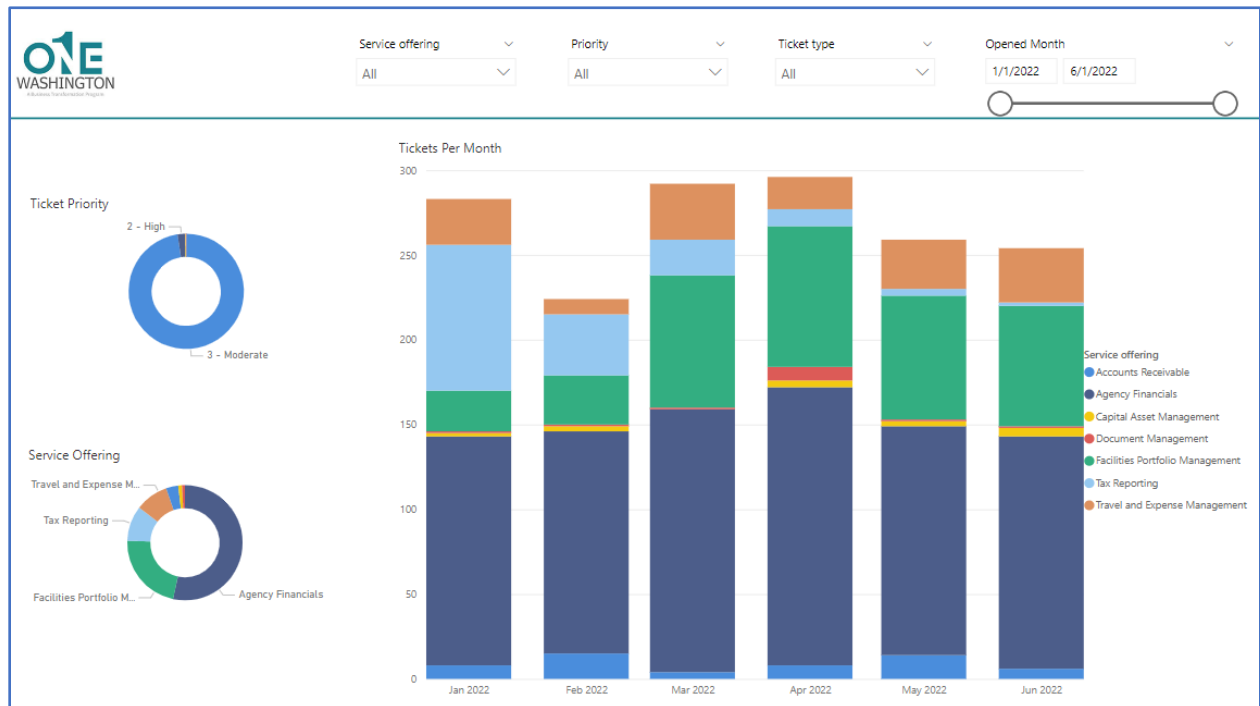 ONE
WASHINGTON
A Business Transformation Program
Service offering
All
Priority
All
Ticket type
All
Opened Month
1/1/2022
6/1/2022
Ticket Priority
2 - High
3 - Moderate
Service Offering
Travel and Expense M...
Tax Reporting
Facilities Portfolio M...
Agency Financials
Tickets Per Month
300
250
200
150
100
50
0
Jan 2022
Feb 2022
Mar 2022
Apr 2022
May 2022
Jun 2022
Service offering
Accounts Receivable
Agency Financials
Capital Asset Management
Document Management
Facilities Portfolio Management
Tax Reporting
Travel and Expense Management